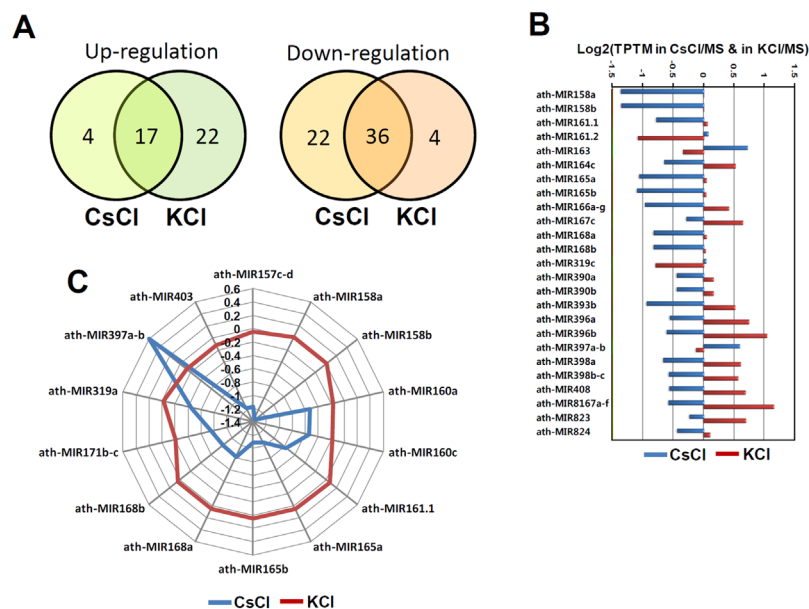 A
Up-regulation
Down-regulation
4 17 22
22 36 4
CsCl KCl
CsCl KCl
B
Log2(TPTM in CsCl/MS & in KCl/MS)
-1.5 -1 -0.5 0 0.5 1 1.5
ath-MIR158a
ath-MIR158b
ath-MIR161.1
ath-MIR161.2
ath-MIR163
ath-MIR164c
ath-MIR165a
ath-MIR165b
ath-MIR166a-g
ath-MIR167c
ath-MIR168a
ath-MIR168b
ath-MIR319c
ath-MIR390a
ath-MIR390b
ath-MIR393b
ath-MIR396a
ath-MIR396b
ath-MIR397a-b
ath-MIR398a
ath-MIR398b-c
ath-MIR408
ath-MIR8167a-f
ath-MIR823
ath-MIR824
CsCl KCl
C
ath-MIR157c-d
ath-MIR158a
ath-MIR158b
ath-MIR160a
ath-MIR160c
ath-MIR161.1
ath-MIR165a
ath-MIR165b
ath-MIR168a
ath-MIR168b
ath-MIR171b-c
ath-MIR319a
ath-MIR397a-b
ath-MIR403
0.6
0.4
0.2
0
-0.2
-0.4
-0.6
-0.8
-1
-1.2
-1.4
CsCl KCl